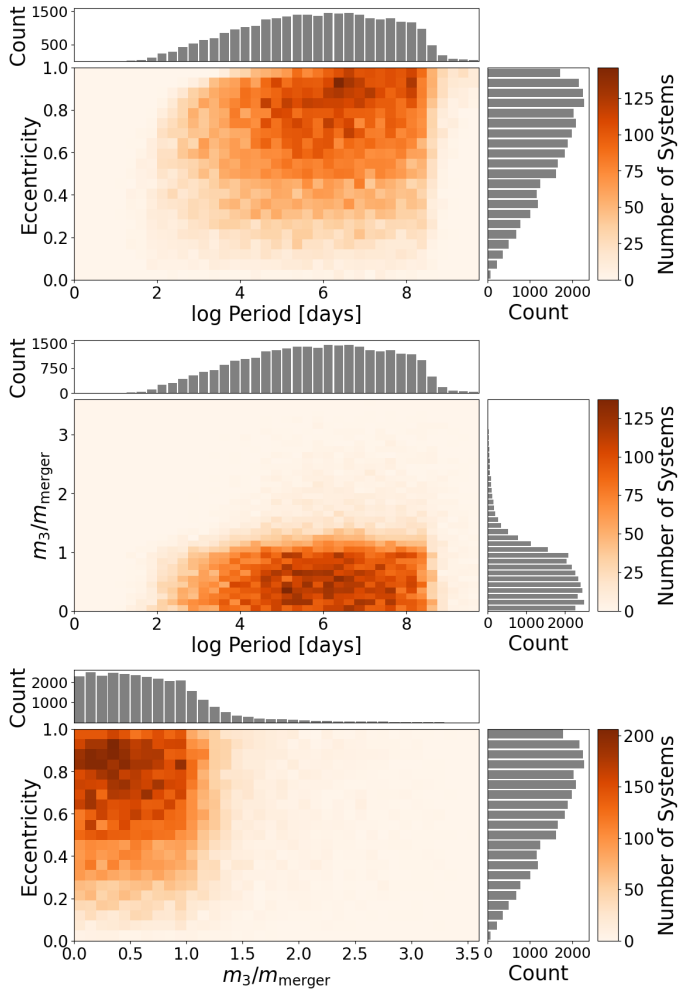 1500
500
Count
1.0
0.8
0.6
0.4
0.2
0.0
Eccentricity
0 2 4 6 8
log Period [days]
0 1000 2000
Count
125
100
75
50
25
0
Number of Systems
1500
750
0
Count
3
2
1
0
m3/mmerger
0 2 4 6 8
log Period [days]
0 1000 2000
Count
125
100
75
50
25
0
Number of Systems
2000
1000
Count
1.0
0.8
0.6
0.4
0.2
0.0
Eccentricity
0.0 0.5 1.0 1.5 2.0 2.5 3.0 3.5
m3/mmerger
0 1000 2000
Count
200
150
100
50
0
Number of Systems